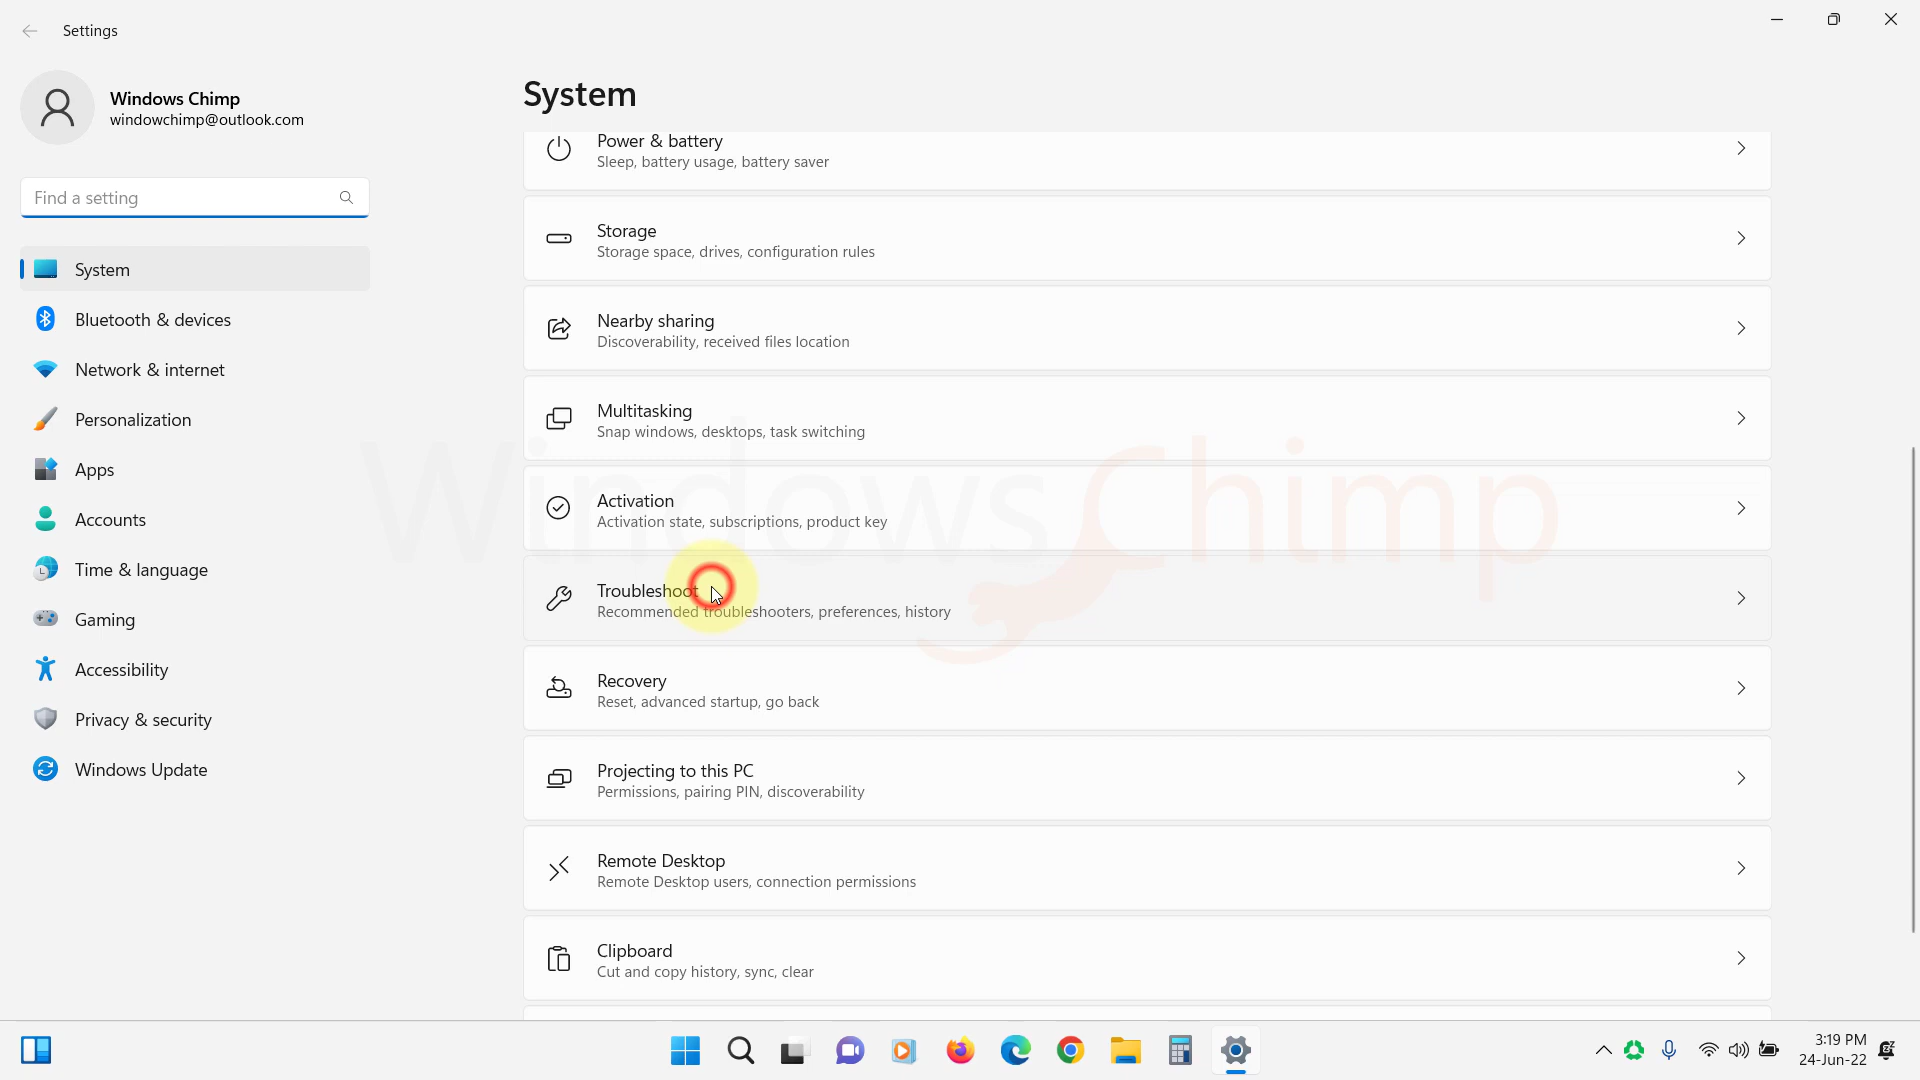 Settings
Windows Chimp
windowchimp@outlook.com
Find a setting
System
Bluetooth & devices
Network & internet
Personalization
Apps
Accounts
Time & language
Gaming
Accessibility
Privacy & security
Windows Update
System
Power & battery
Sleep, battery usage, battery saver
Storage
Storage space, drives, configuration rules
Nearby sharing
Discoverability, received files location
Multitasking
Snap windows, desktops, task switching
Activation
Activation state, subscriptions, product key
Troubleshoot
Recommended troubleshooters, preferences, history
Recovery
Reset, advanced startup, go back
Projecting to this PC
Permissions, pairing PIN, discoverability
Remote Desktop
Remote Desktop users, connection permissions
Clipboard
Cut and copy history, sync, clear
WindowsChimp
3:19 PM
24-Jun-22